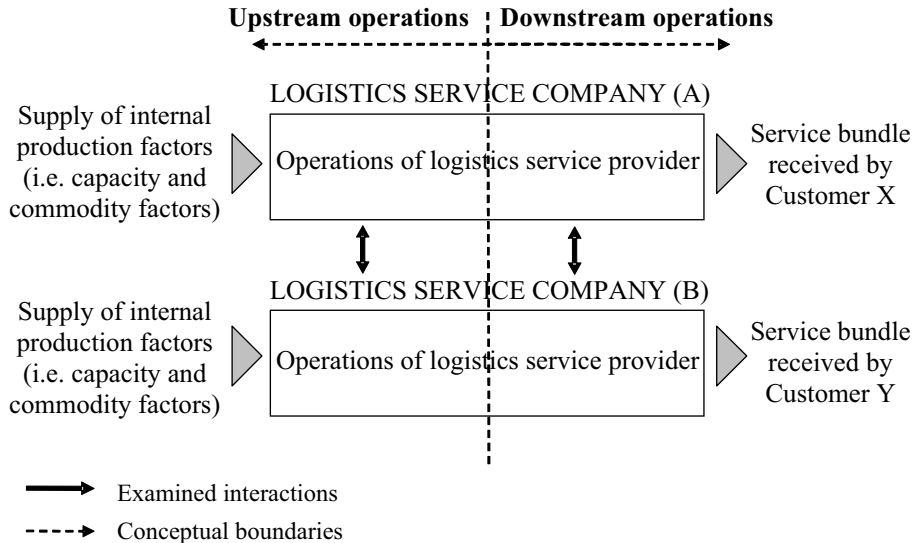 Upstream operations
Downstream operations
LOGISTICS SERVICE COMPANY (A)
Supply of internal
production factors
(i.e. capacity and
commodity factors)
Operations of logistics service provider
Service bundle
received by
Customer X
LOGISTICS SERVICE COMPANY (B)
Supply of internal
production factors
(i.e. capacity and
commodity factors)
Operations of logistics service provider
Service bundle
received by
Customer Y
Examined interactions
Conceptual boundaries